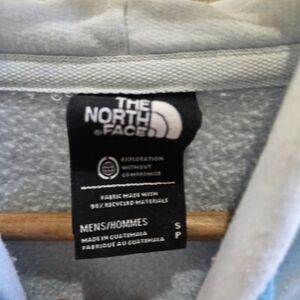 THE
NORTH
FACE
EXPLORATION
WITHOUT
COMPROMISE
FABRIC MADE WITH
90% RECYCLED MATERIALS
MENS/HOMMES S
MADE IN GUATEMALA P
FABRIQUÉ AU GUATEMALA